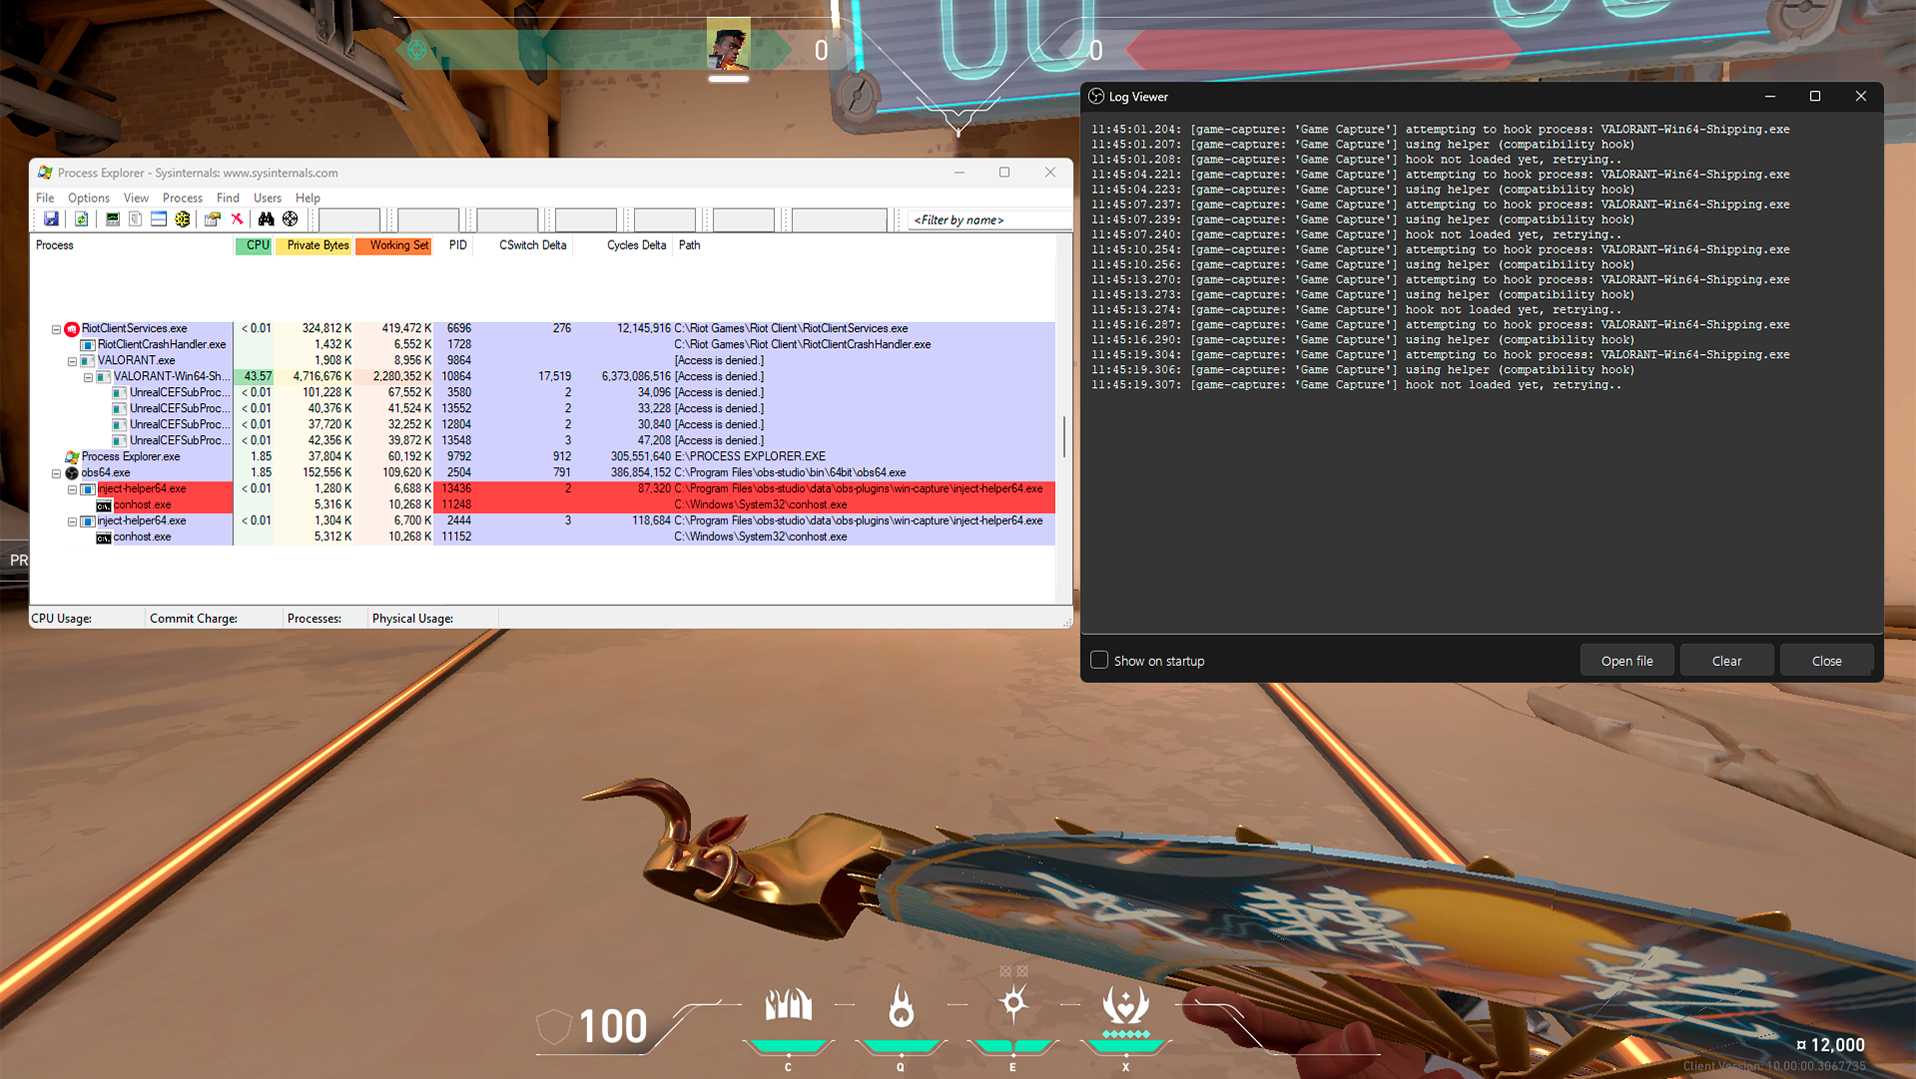 0
0
Process Explorer - Sysinternals: www.sysinternals.com
File Options View Process Find Users Help
<Filter by name>
Process CPU Private Bytes Working Set PID CSwitch Delta Cycles Delta Path
RiotClientServices.exe < 0.01 324,812 K 419,472 K 6696 276 12,145,916 C:\Riot Games\Riot Client\RiotClientServices.exe
RiotClientCrashHandler.exe 1,432 K 6,552 K 1728 C:\Riot Games\Riot Client\RiotClientCrashHandler.exe
VALORANT.exe 1,908 K 8,956 K 9864 [Access is denied.]
VALORANT-Win64-Sh... 43.57 4,716,676 K 2,280,352 K 10864 17,519 6,373,086,516 [Access is denied.]
UnrealCEFSubProc... < 0.01 101,228 K 67,552 K 3580 2 34,096 [Access is denied.]
UnrealCEFSubProc... < 0.01 40,376 K 41,524 K 13552 2 33,228 [Access is denied.]
UnrealCEFSubProc... < 0.01 37,720 K 32,252 K 12804 2 30,840 [Access is denied.]
UnrealCEFSubProc... < 0.01 42,356 K 39,872 K 13548 3 47,208 [Access is denied.]
Process Explorer.exe 1.85 37,804 K 60,192 K 9792 912 305,551,640 E:\PROCESS EXPLORER.EXE
obs64.exe 1.85 152,556 K 109,620 K 2504 791 386,854,152 C:\Program Files\obs-studio\bin\64bit\obs64.exe
inject-helper64.exe < 0.01 1,280 K 6,688 K 13436 2 87,320 C:\Program Files\obs-studio\data\obs-plugins\win-capture\inject-helper64.exe
conhost.exe 5,316 K 10,268 K 11248 C:\Windows\System32\conhost.exe
inject-helper64.exe < 0.01 1,304 K 6,700 K 2444 3 118,684 C:\Program Files\obs-studio\data\obs-plugins\win-capture\inject-helper64.exe
conhost.exe 5,312 K 10,268 K 11152 C:\Windows\System32\conhost.exe
CPU Usage: Commit Charge: Processes: Physical Usage:
PR
Log Viewer
11:45:01.204: [game-capture: 'Game Capture'] attempting to hook process: VALORANT-Win64-Shipping.exe
11:45:01.207: [game-capture: 'Game Capture'] using helper (compatibility hook)
11:45:01.208: [game-capture: 'Game Capture'] hook not loaded yet, retrying..
11:45:04.221: [game-capture: 'Game Capture'] attempting to hook process: VALORANT-Win64-Shipping.exe
11:45:04.223: [game-capture: 'Game Capture'] using helper (compatibility hook)
11:45:07.237: [game-capture: 'Game Capture'] attempting to hook process: VALORANT-Win64-Shipping.exe
11:45:07.239: [game-capture: 'Game Capture'] using helper (compatibility hook)
11:45:07.240: [game-capture: 'Game Capture'] hook not loaded yet, retrying..
11:45:10.254: [game-capture: 'Game Capture'] attempting to hook process: VALORANT-Win64-Shipping.exe
11:45:10.256: [game-capture: 'Game Capture'] using helper (compatibility hook)
11:45:13.270: [game-capture: 'Game Capture'] attempting to hook process: VALORANT-Win64-Shipping.exe
11:45:13.273: [game-capture: 'Game Capture'] using helper (compatibility hook)
11:45:13.274: [game-capture: 'Game Capture'] hook not loaded yet, retrying..
11:45:16.287: [game-capture: 'Game Capture'] attempting to hook process: VALORANT-Win64-Shipping.exe
11:45:16.290: [game-capture: 'Game Capture'] using helper (compatibility hook)
11:45:19.304: [game-capture: 'Game Capture'] attempting to hook process: VALORANT-Win64-Shipping.exe
11:45:19.306: [game-capture: 'Game Capture'] using helper (compatibility hook)
11:45:19.307: [game-capture: 'Game Capture'] hook not loaded yet, retrying..
Show on startup Open file Clear Close
100
C Q E X
¤ 12,000
Client Version: 10.00.00.3067735